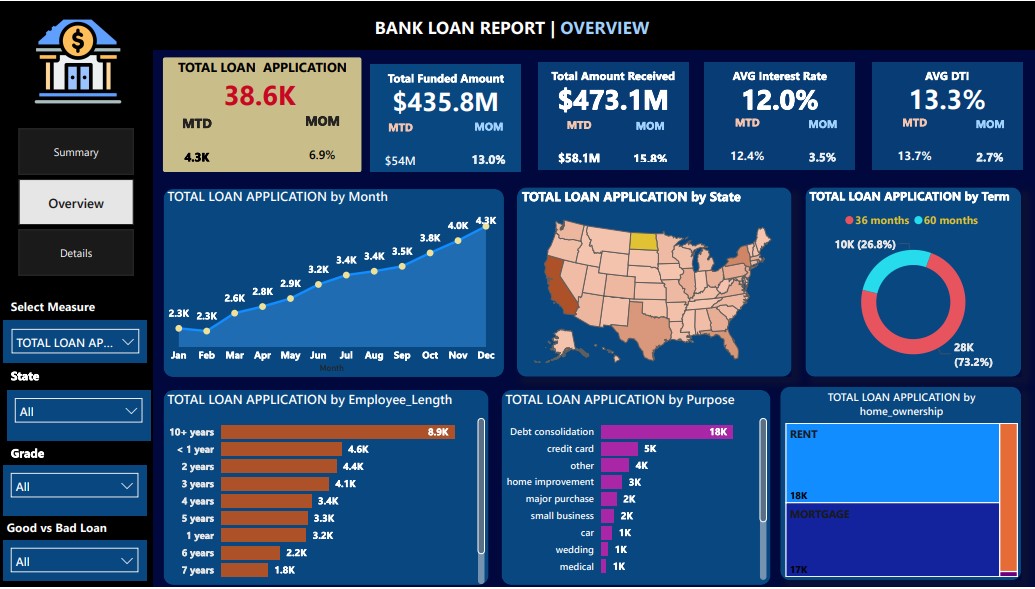 BANK LOAN REPORT | OVERVIEW
TOTAL LOAN APPLICATION
38.6K
MTD MOM
4.3K 6.9%
Total Funded Amount
$435.8M
MTD MOM
$54M 13.0%
Total Amount Received
$473.1M
MTD MOM
$58.1M 15.8%
AVG Interest Rate
12.0%
MTD MOM
12.4% 3.5%
AVG DTI
13.3%
MTD MOM
13.7% 2.7%
Summary
Overview
Details
Select Measure
TOTAL LOAN AP...
State
All
Grade
All
Good vs Bad Loan
All
TOTAL LOAN APPLICATION by Month
2.3K 2.3K 2.6K 2.8K 2.9K 3.2K 3.4K 3.4K 3.5K 3.8K 4.0K 4.3K
Jan Feb Mar Apr May Jun Jul Aug Sep Oct Nov Dec
Month
TOTAL LOAN APPLICATION by State
TOTAL LOAN APPLICATION by Term
36 months 60 months
10K (26.8%)
28K
(73.2%)
TOTAL LOAN APPLICATION by Employee_Length
10+ years 8.9K
< 1 year 4.6K
2 years 4.4K
3 years 4.1K
4 years 3.4K
5 years 3.3K
1 year 3.2K
6 years 2.2K
7 years 1.8K
TOTAL LOAN APPLICATION by Purpose
Debt consolidation 18K
credit card 5K
other 4K
home improvement 3K
major purchase 2K
small business 2K
car 1K
wedding 1K
medical 1K
TOTAL LOAN APPLICATION by
home_ownership
RENT
18K
MORTGAGE
17K